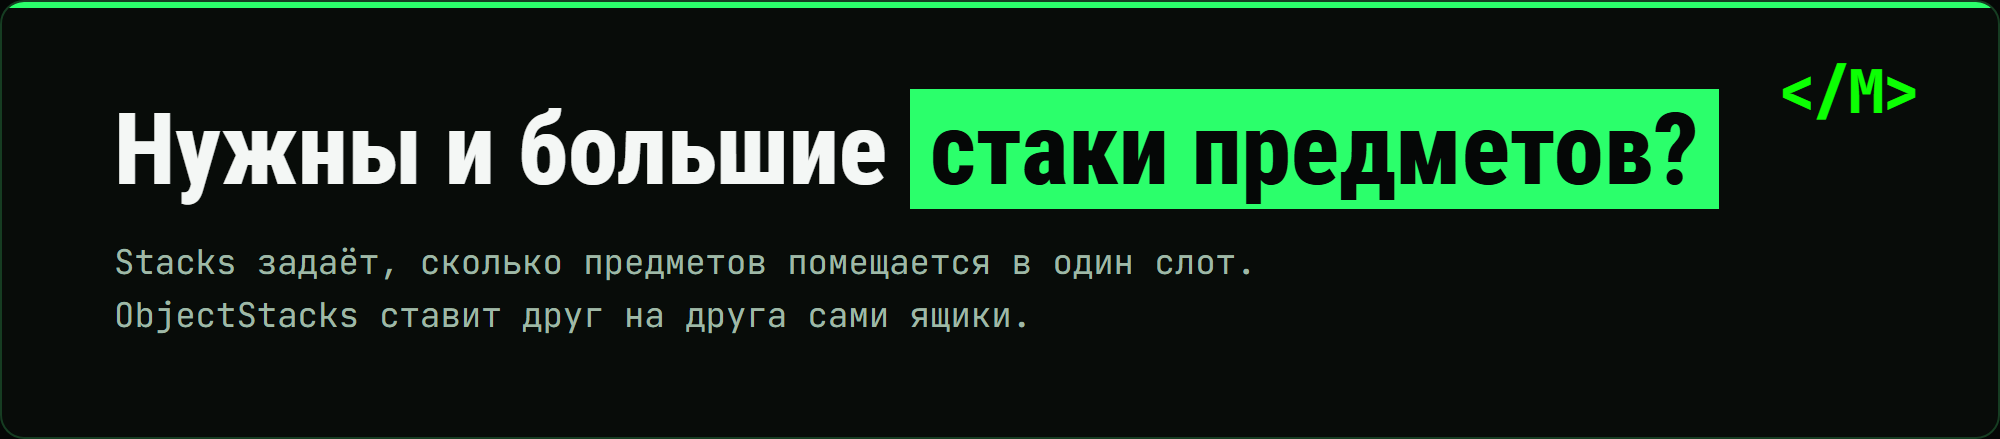 </M>
Нужны и большие стаки предметов?
Stacks задаёт, сколько предметов помещается в один слот.
ObjectStacks ставит друг на друга сами ящики.